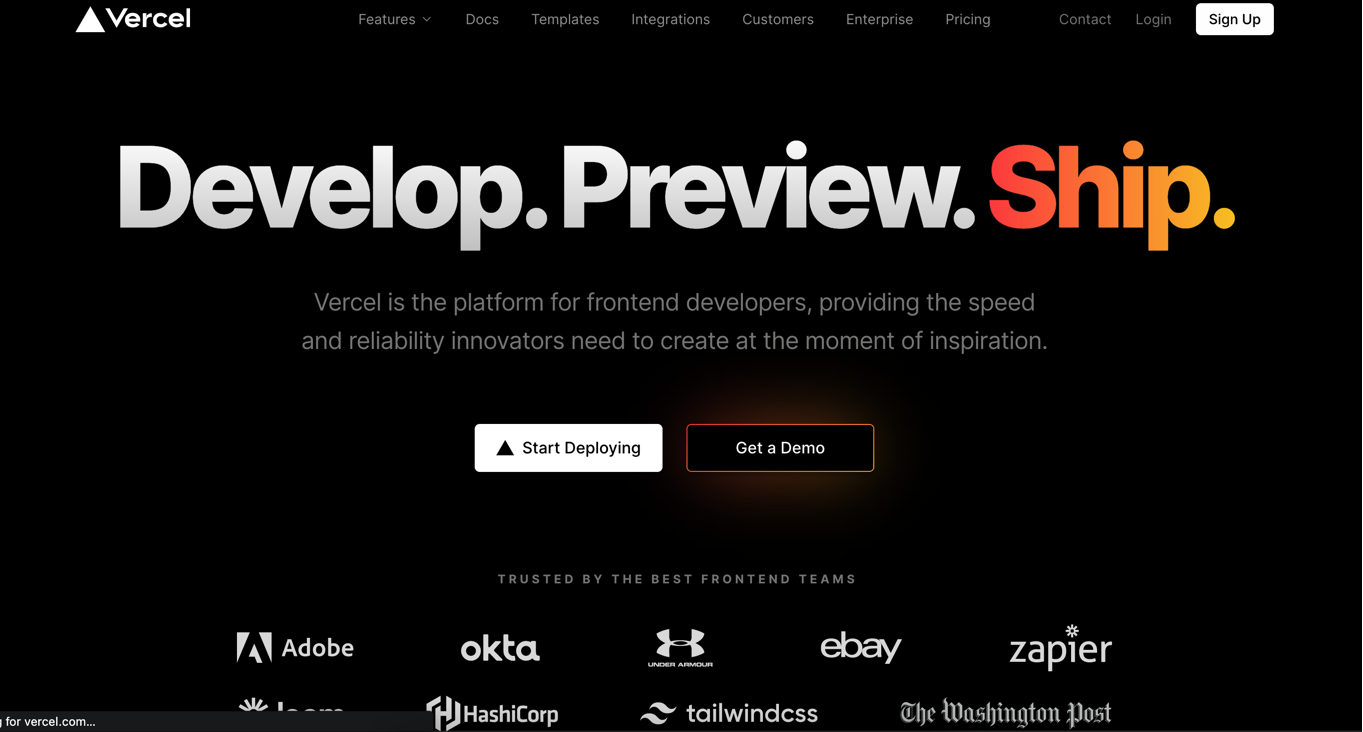 Vercel Features Docs Templates Integrations Customers Enterprise Pricing Contact Login Sign Up
Develop. Preview. Ship.
Vercel is the platform for frontend developers, providing the speed
and reliability innovators need to create at the moment of inspiration.
Start Deploying Get a Demo
TRUSTED BY THE BEST FRONTEND TEAMS
Adobe okta UNDER ARMOUR ebay zapier
loom HashiCorp tailwindcss The Washington Post
g for vercel.com...